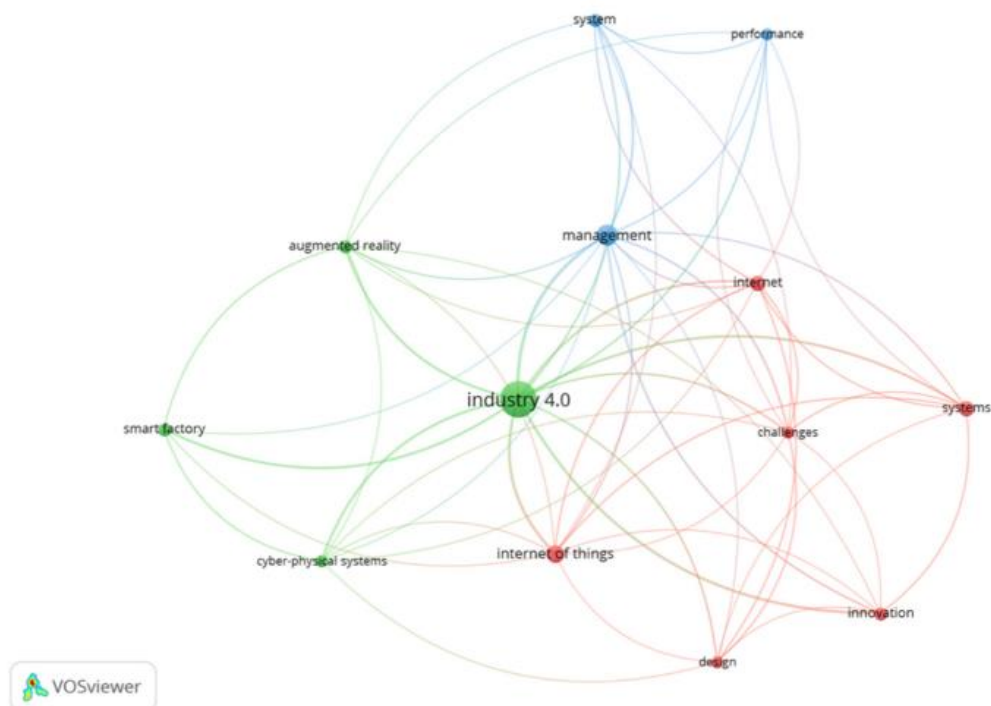 system
performance
augmented reality
management
internet
industry 4.0
systems
smart factory
challenges
cyber-physical systems
internet of things
innovation
design
VOSviewer